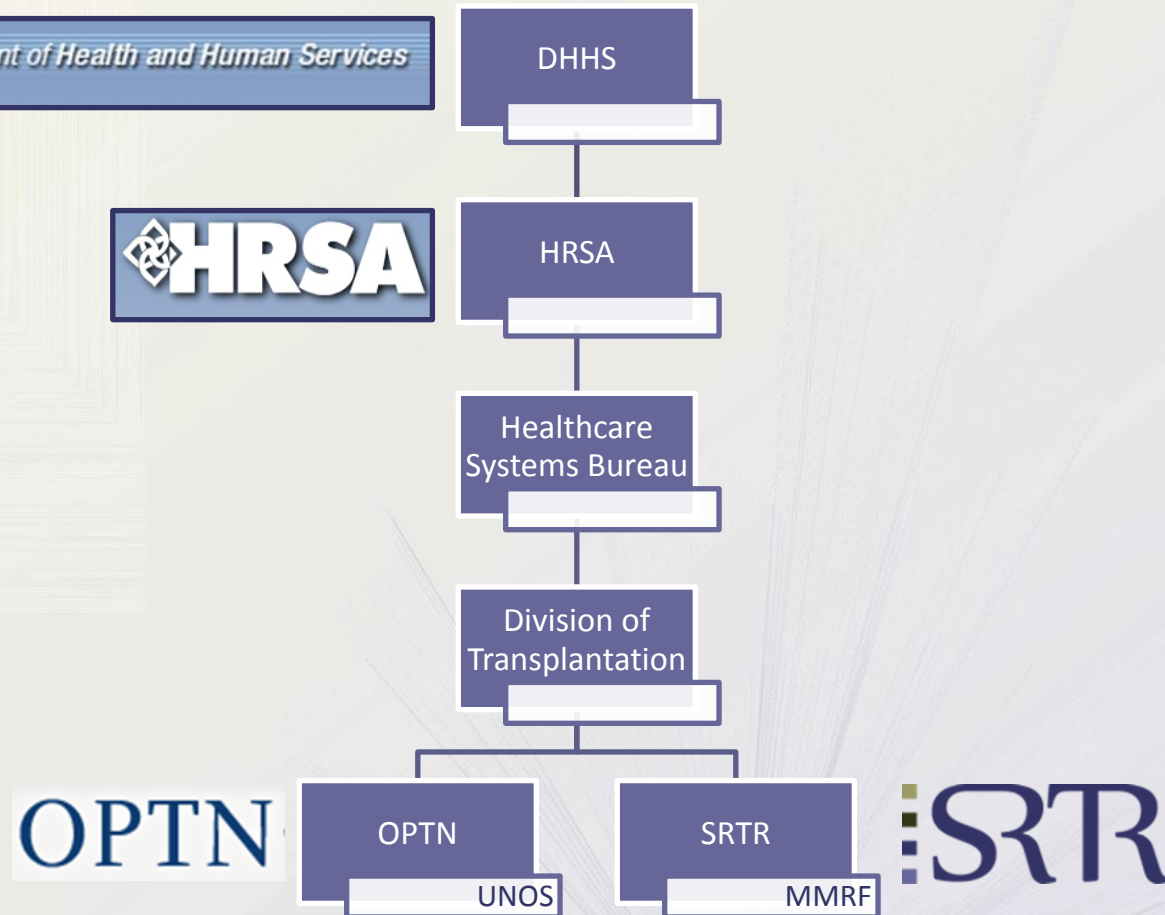 of Health and Human Services
DHHS
HRSA
HRSA
Healthcare
Systems Bureau
Division of
Transplantation
OPTN
OPTN
UNOS
SRTR
MMRF
SRTR